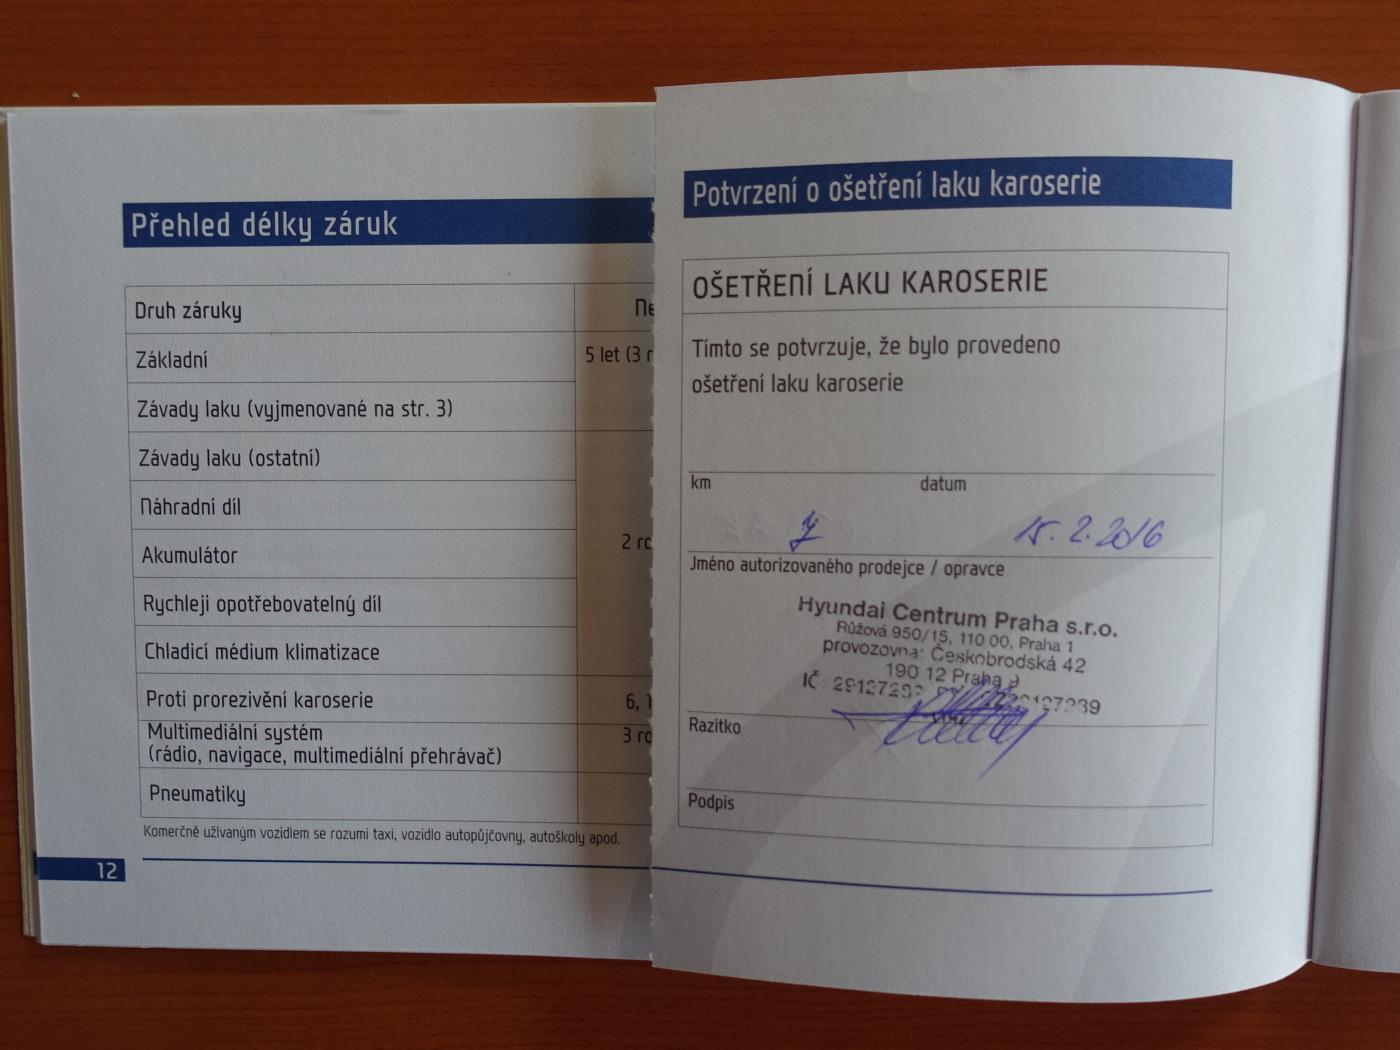 Přehled délky záruk
Druh záruky
Základní 5 let (3 r
Závady laku (vyjmenované na str. 3)
Závady laku (ostatní)
Náhradní díl
Akumulátor 2 ro
Rychleji opotřebovatelný díl
Chladicí médium klimatizace
Proti prorezivění karoserie 6, 1
Multimediální systém 3 ro
(rádio, navigace, multimediální přehrávač)
Pneumatiky
Komerčně užívaným vozidlem se rozumí taxi, vozidlo autopůjčovny, autoškoly apod.
12
Potvrzení o ošetření laku karoserie
OŠETŘENÍ LAKU KAROSERIE
Tímto se potvrzuje, že bylo provedeno
ošetření laku karoserie
km datum
15. 2. 2016
Jméno autorizovaného prodejce / opravce
Hyundai Centrum Praha s.r.o.
Růžová 950/15, 110 00, Praha 1
provozovna: Českobrodská 42
190 12 Praha 9
IČ:
Razítko
Podpis